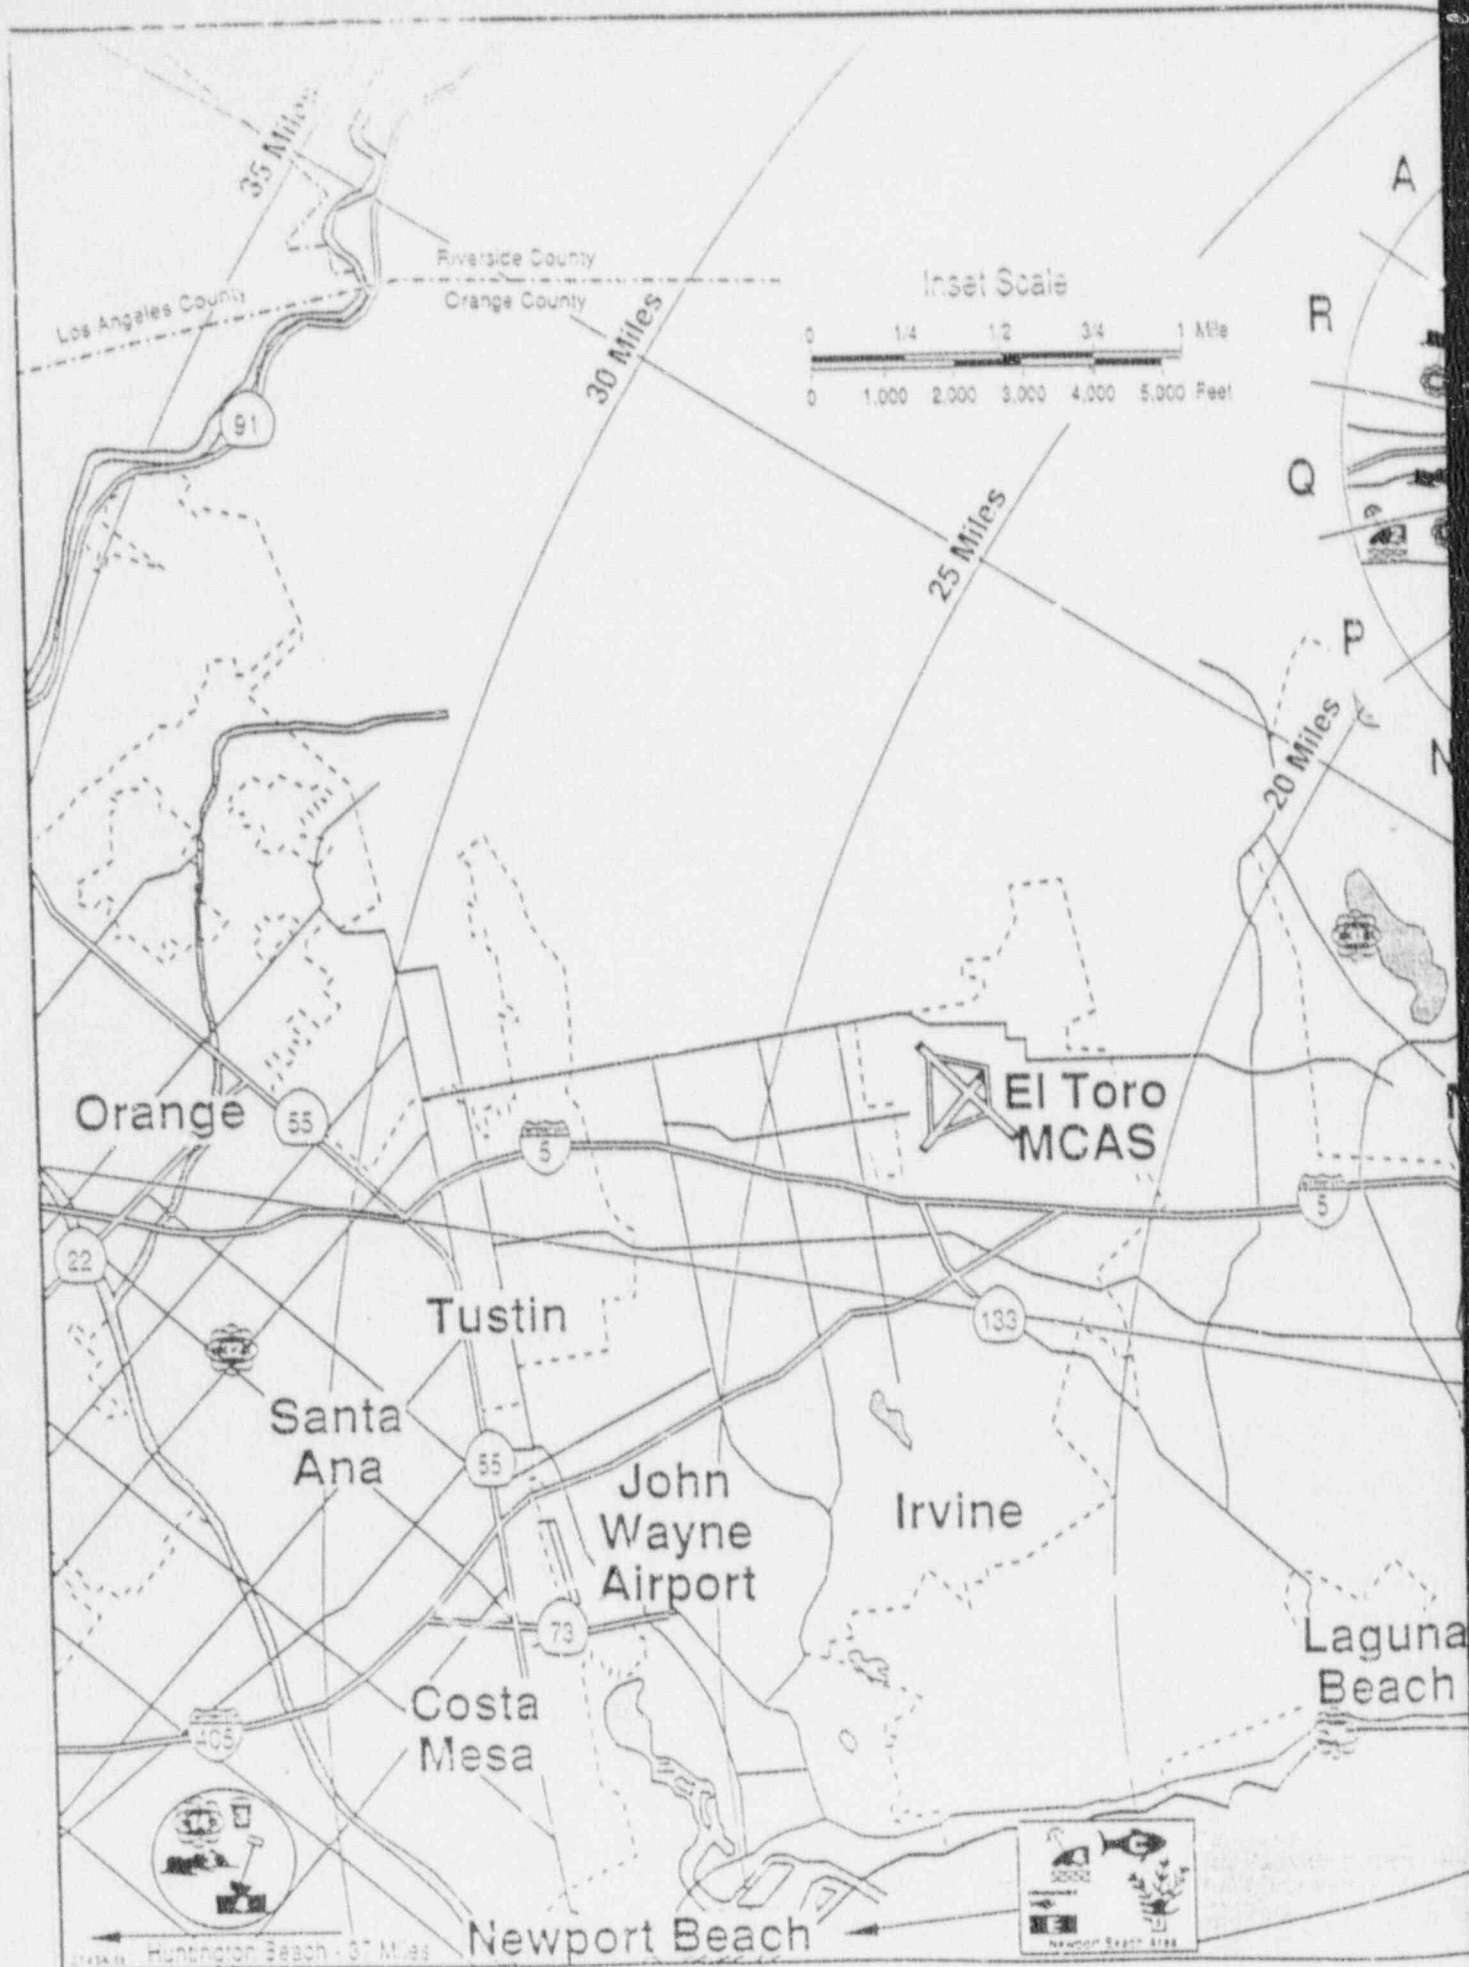 35 Miles
A
Riverside County
Orange County
Los Angeles County
Inset Scale
0 1/4 1/2 3/4 1 Mile
0 1,000 2,000 3,000 4,000 5,000 Feet
R
30 Miles
91
Q
25 Miles
P
20 Miles
N
Orange
55
5
El Toro
MCAS
5
22
Tustin
133
32
Santa
Ana
55
John
Wayne
Airport
Irvine
73
Laguna
Beach
Costa
Mesa
405
3
E
Newport Beach Area
Newport Beach
Huntington Beach - 37 Miles